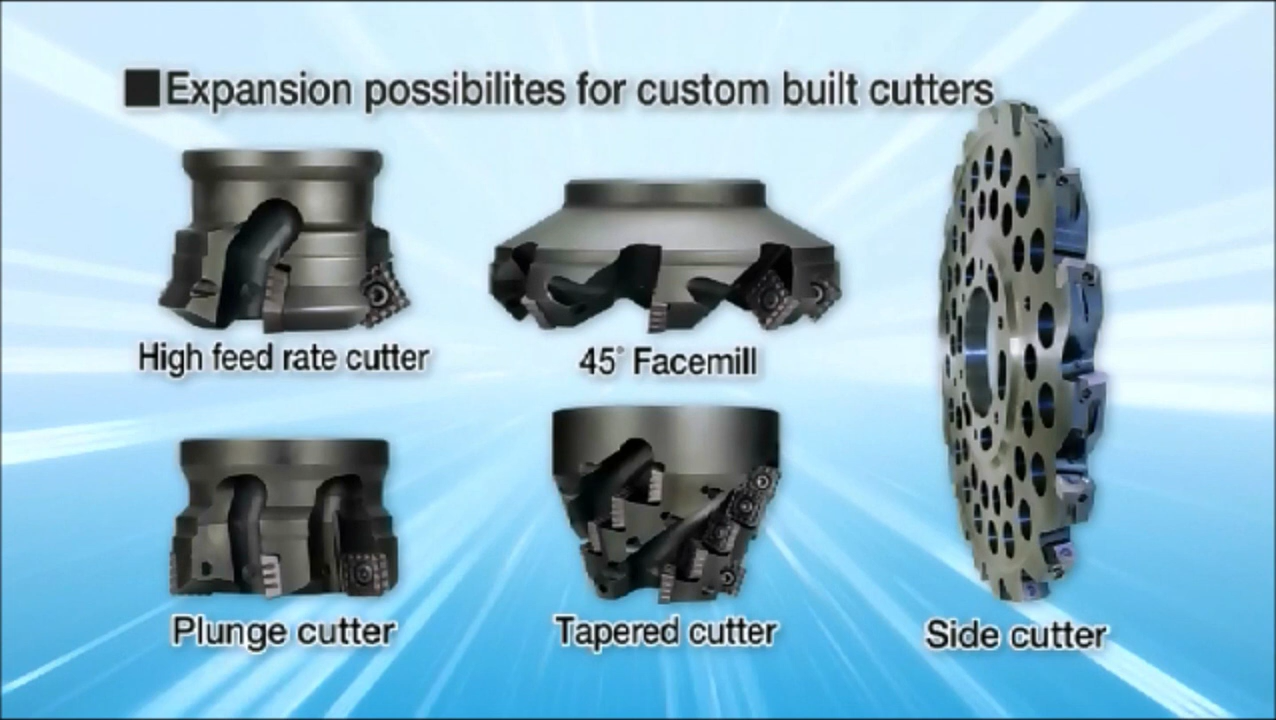 ■Expansion possibilites for custom built cutters
High feed rate cutter
45° Facemill
Plunge cutter
Tapered cutter
Side cutter